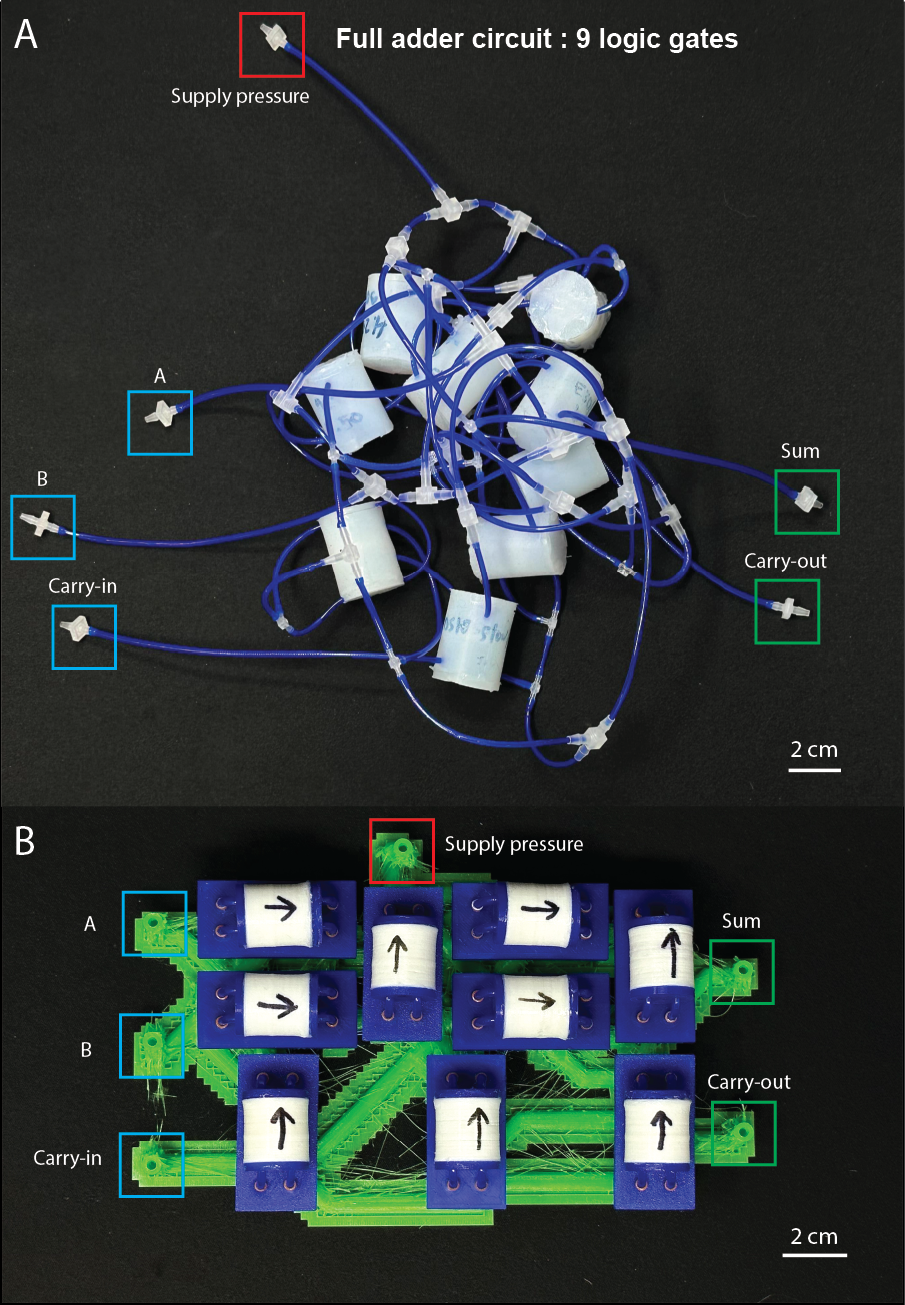 A
Full adder circuit : 9 logic gates
Supply pressure
A
B
Carry-in
Sum
Carry-out
2 cm
B
Supply pressure
A
B
Carry-in
Sum
Carry-out
2 cm